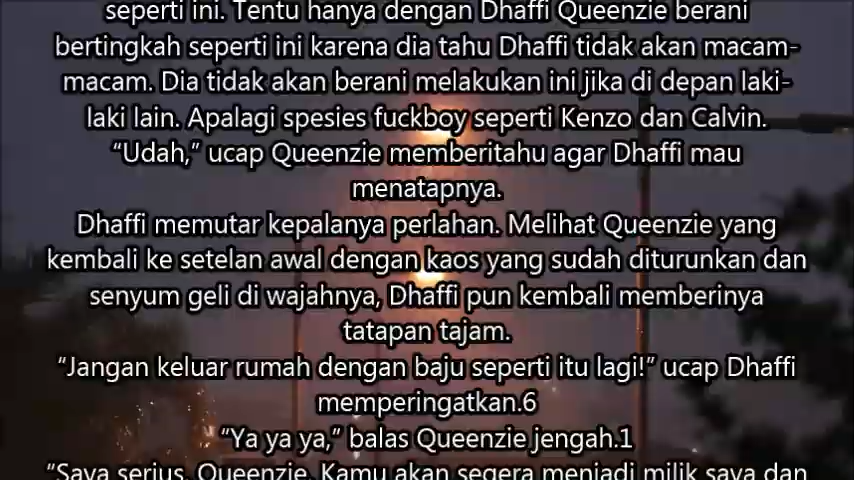 seperti ini. Tentu hanya dengan Dhaffi Queenzie berani
bertingkah seperti ini karena dia tahu Dhaffi tidak akan macam-
macam. Dia tidak akan berani melakukan ini jika di depan laki-
laki lain. Apalagi spesies fuckboy seperti Kenzo dan Calvin.
“Udah,” ucap Queenzie memberitahu agar Dhaffi mau
menatapnya.
Dhaffi memutar kepalanya perlahan. Melihat Queenzie yang
kembali ke setelan awal dengan kaos yang sudah diturunkan dan
senyum geli di wajahnya, Dhaffi pun kembali memberinya
tatapan tajam.
“Jangan keluar rumah dengan baju seperti itu lagi!” ucap Dhaffi
memperingatkan.6
“Ya ya ya,” balas Queenzie jengah.1
“Saya serius, Queenzie. Kamu akan segera menjadi milik saya dan